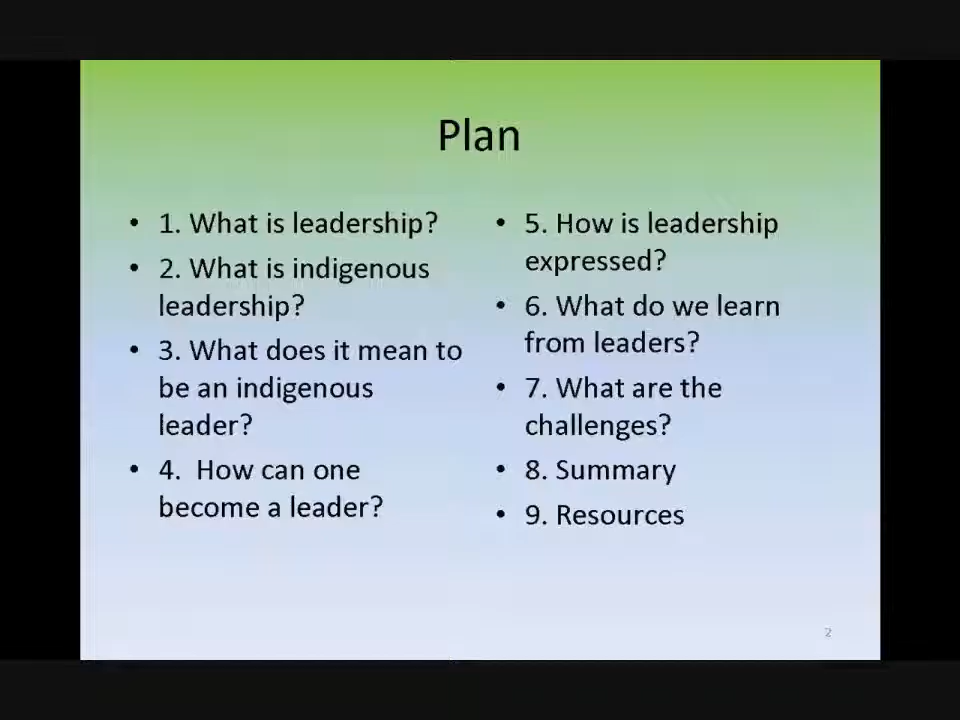 Plan
• 1. What is leadership?
• 2. What is indigenous
leadership?
• 3. What does it mean to
be an indigenous
leader?
• 4.  How can one
become a leader?
• 5. How is leadership
expressed?
• 6. What do we learn
from leaders?
• 7. What are the
challenges?
• 8. Summary
• 9. Resources
2